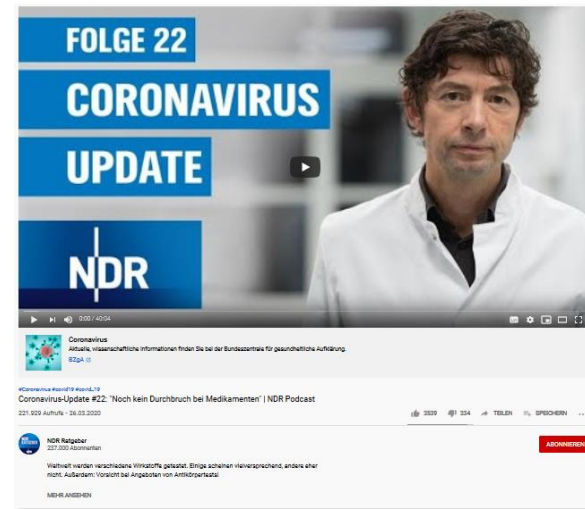 FOLGE 22
CORONAVIRUS
UPDATE
NDR
0:00 / 40:04
Coronavirus
Aktuelle, wissenschaftliche Informationen finden Sie bei der Bundeszentrale für gesundheitliche Aufklärung.
BZgA
#Coronavirus #covid19 #covid_19
Coronavirus-Update #22: "Noch kein Durchbruch bei Medikamenten" | NDR Podcast
221.929 Aufrufe • 26.03.2020
3539 334 TEILEN SPEICHERN ...
NDR Ratgeber
237.000 Abonnenten
ABONNIEREN
Weltweit werden verschiedene Wirkstoffe getestet. Einige scheinen vielversprechend, andere eher
nicht. Außerdem: Vorsicht bei Angeboten von Antikörpertests!
MEHR ANSEHEN